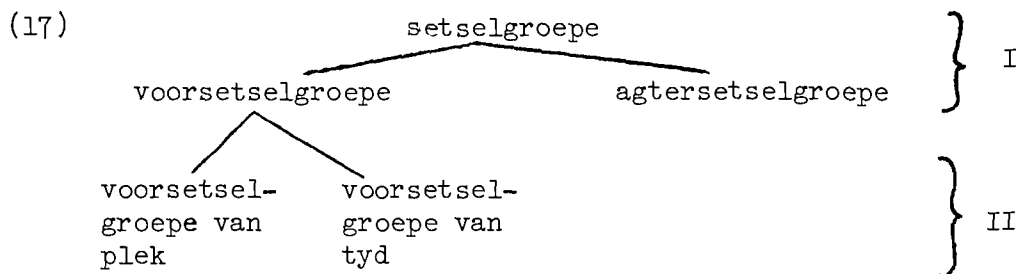 (17) setselgroepe
I
voorsetselgroepe agtersetselgroepe
voorsetsel- voorsetsel-
groepe van groepe van
II
plek tyd